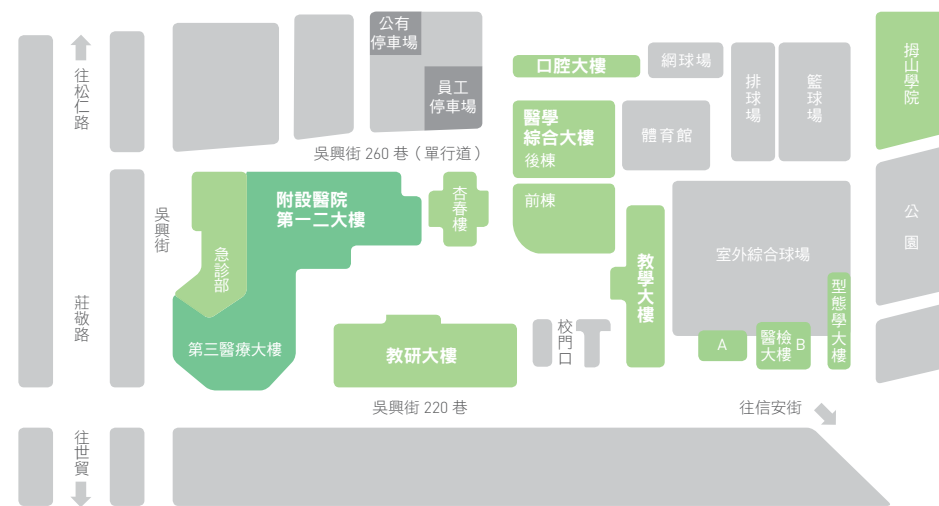 公有
停車場
員工
停車場
往松仁路
口腔大樓
網球場
排球場
籃球場
拇山學院
醫學
綜合大樓
後棟
體育館
吳興街 260 巷（單行道）
附設醫院
第一二大樓
杏春樓
前棟
吳興街
急診部
教學大樓
室外綜合球場
公園
莊敬路
第三醫療大樓
教研大樓
校門口
A
醫檢
大樓
B
型態學大樓
吳興街 220 巷
往信安街
往世貿